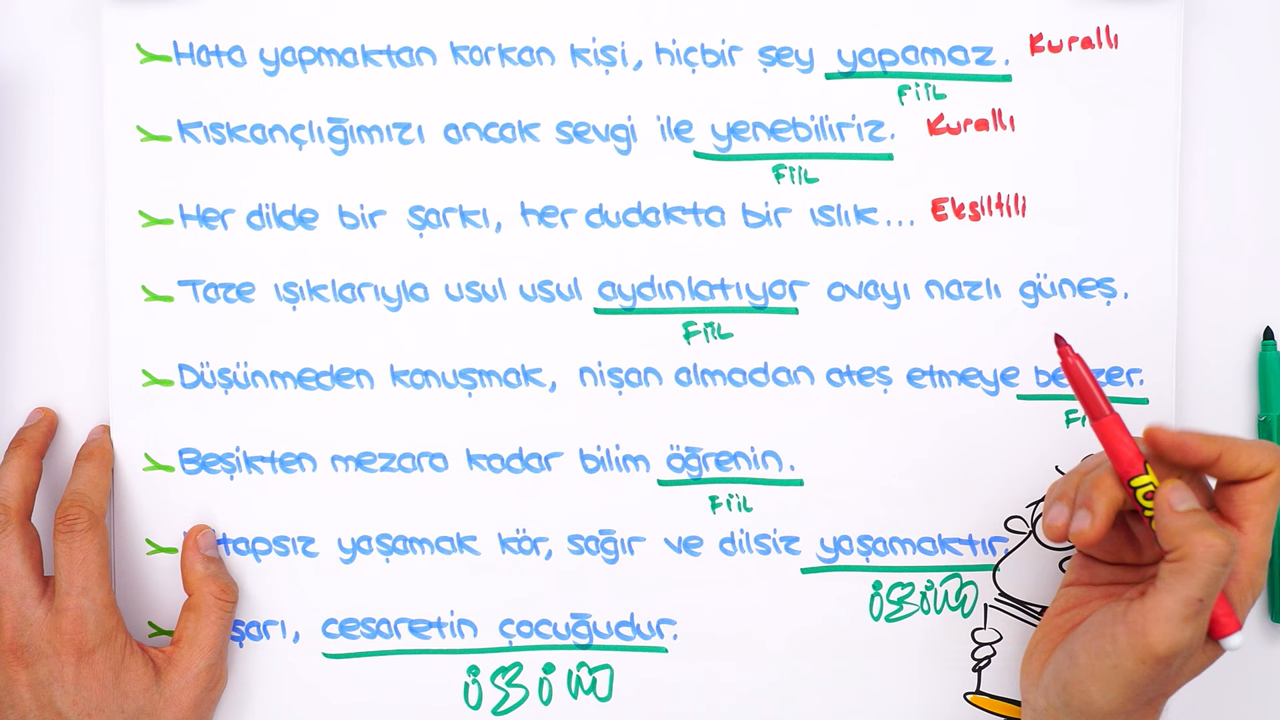 Hata yapmaktan korkan kişi, hiçbir şey yapamaz. Kurallı
FİİL
Kıskançlığımızı ancak sevgi ile yenebiliriz. Kurallı
FİİL
Her dilde bir şarkı, her dudakta bir ıslık... Eksiltili
Taze ışıklarıyla usul usul aydınlatıyor ovayı nazlı güneş.
FİİL
Düşünmeden konuşmak, nişan almadan ateş etmeye
Beşikten mezara kadar bilim öğrenin.
FİİL
yaşamak kör, sağır ve dilsiz yaşamaktır.
İSİM
cesaretin çocuğudur.
İSİM